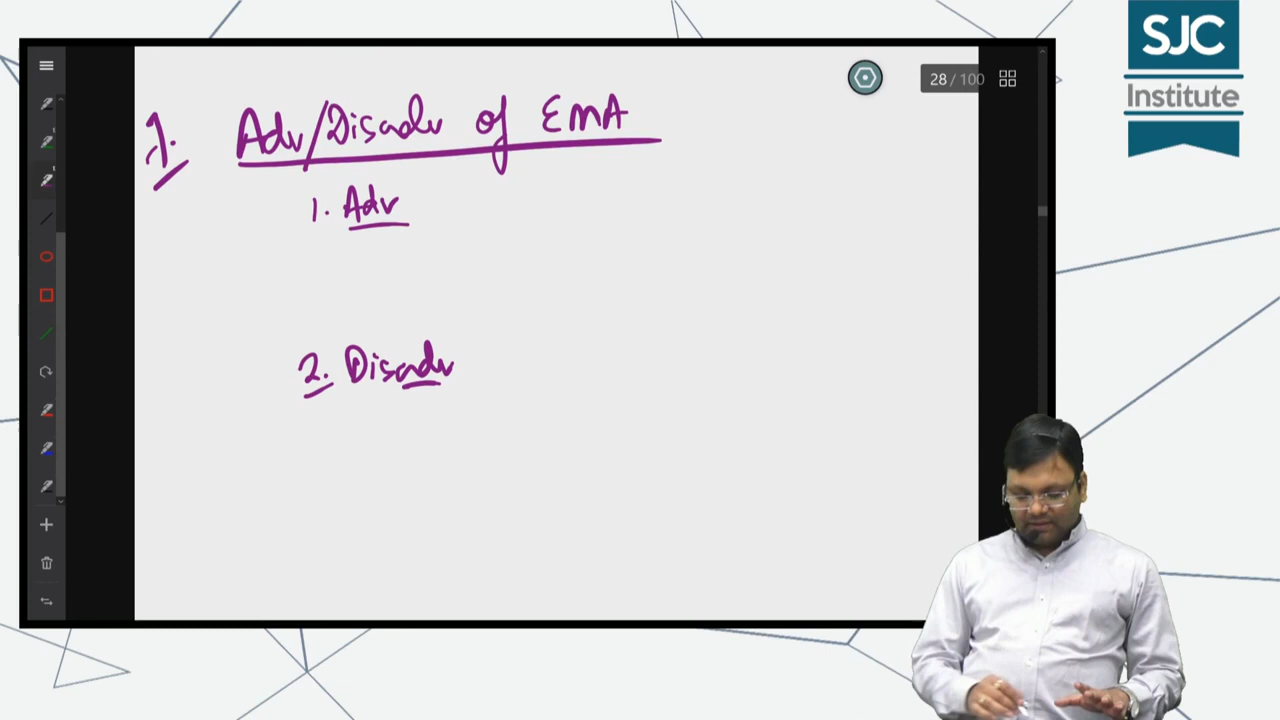 SJC
Institute
28 / 100
7. Adv/Disadv of EMA
1. Adv
2. Disadv